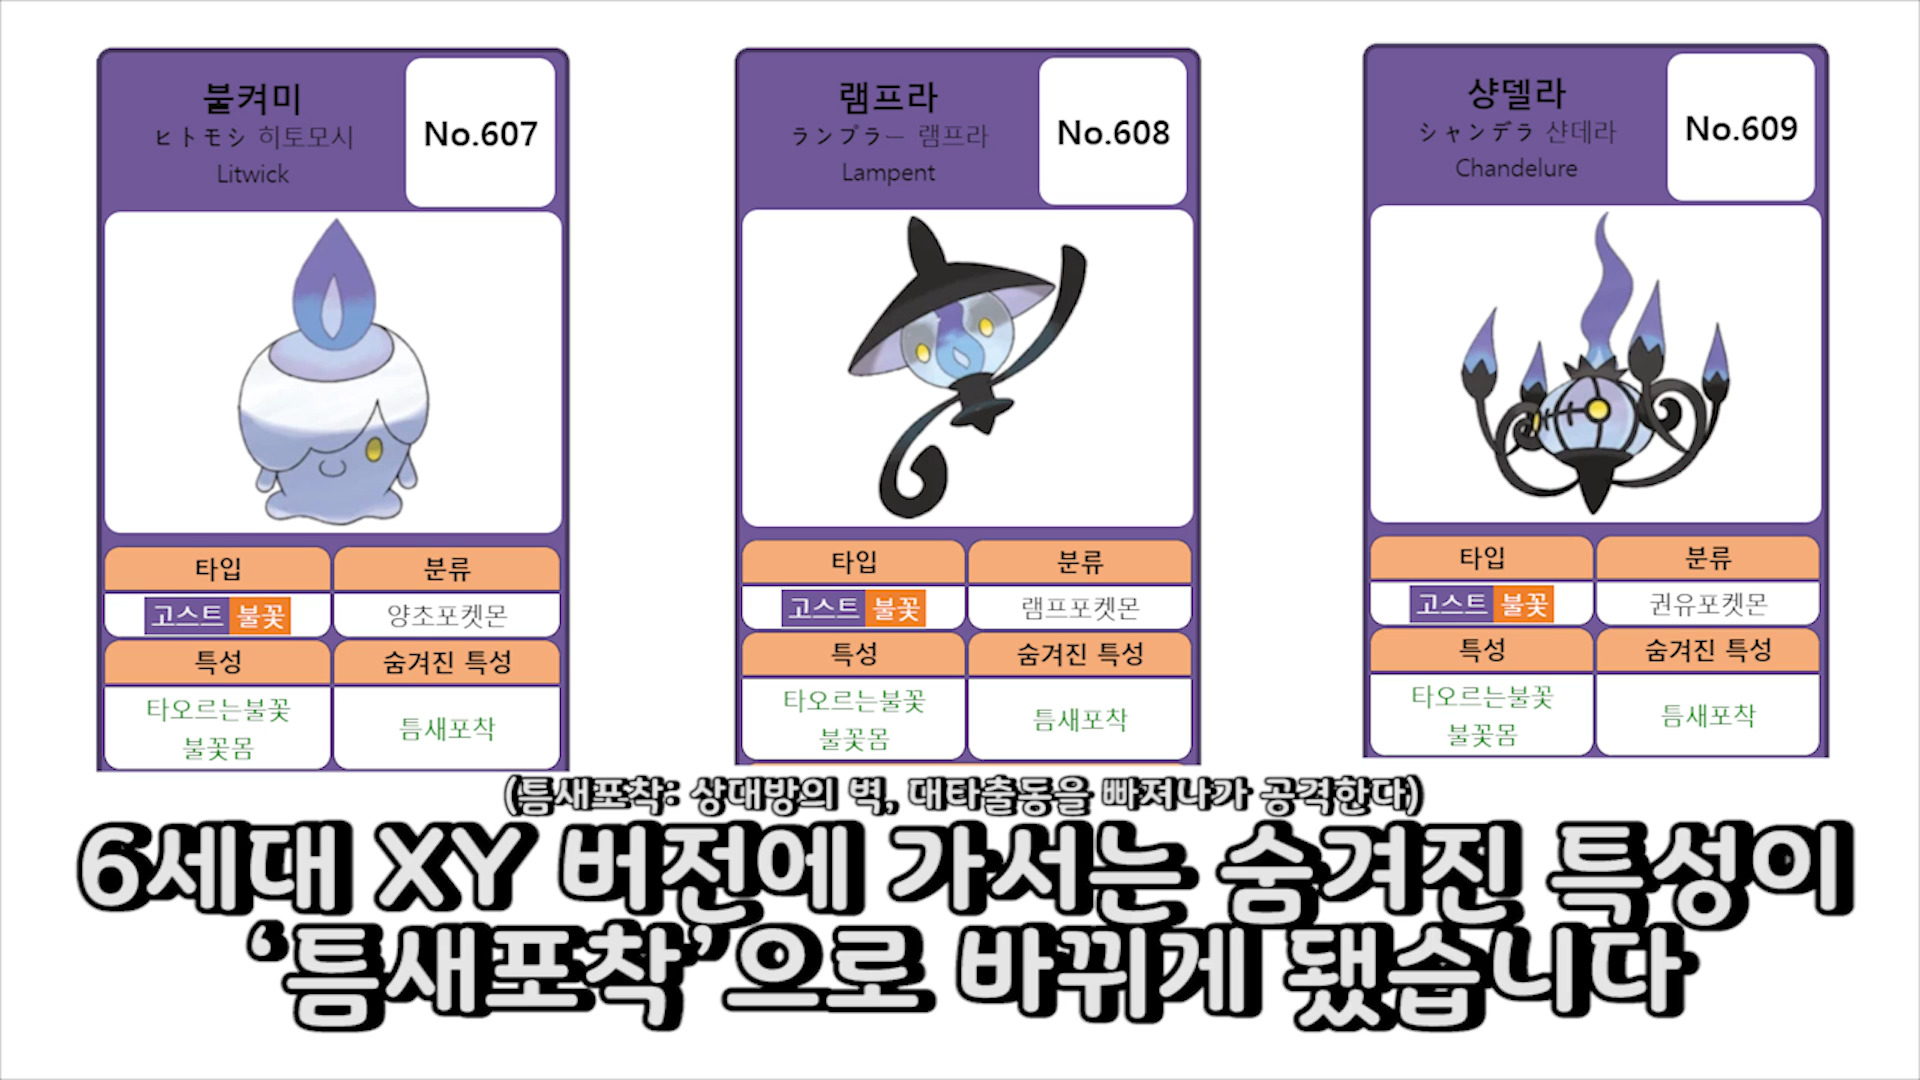 불켜미
ヒトモシ 히토모시
Litwick
No.607
타입
분류
고스트 불꽃
양초포켓몬
특성
숨겨진 특성
타오르는불꽃
불꽃몸
틈새포착
램프라
ランプラー 램프라
Lampent
No.608
타입
분류
고스트 불꽃
램프포켓몬
특성
숨겨진 특성
타오르는불꽃
불꽃몸
틈새포착
샹델라
シャンデラ 샨데라
Chandelure
No.609
타입
분류
고스트 불꽃
권유포켓몬
특성
숨겨진 특성
타오르는불꽃
불꽃몸
틈새포착
(틈새포착: 상대방의 벽, 대타출동을 빠져나가 공격한다)
6세대 XY 버전에 가서는 숨겨진 특성이
‘틈새포착’으로 바뀌게 됐습니다